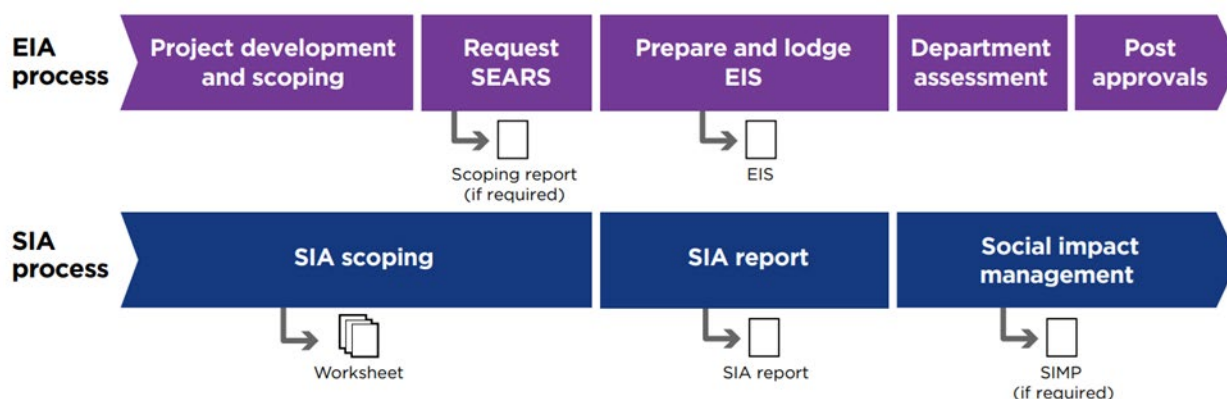 EIA
process
Project development
and scoping
Request
SEARS
Prepare and lodge
EIS
Department
assessment
Post
approvals
Scoping report
(if required)
EIS
SIA
process
SIA scoping
SIA report
Social impact
management
Worksheet
SIA report
SIMP
(if required)